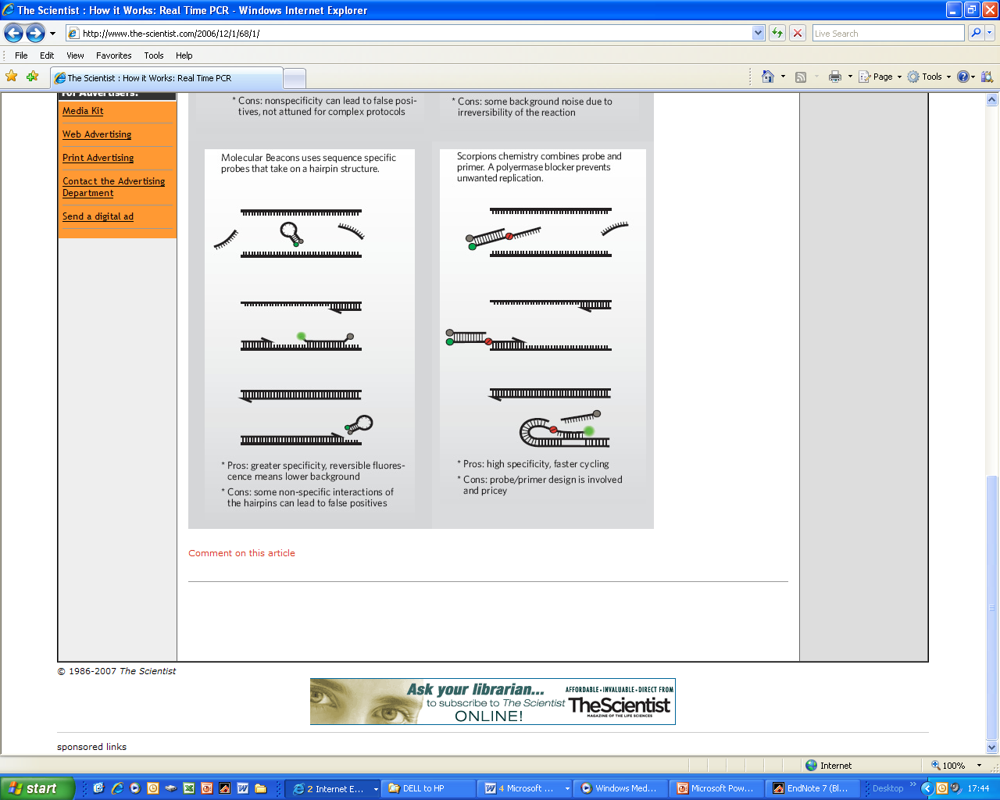 The Scientist : How it Works: Real Time PCR - Windows Internet Explorer
http://www.the-scientist.com/2006/12/1/68/1/
Live Search
File Edit View Favorites Tools Help
The Scientist : How it Works: Real Time PCR
Page Tools
For Advertisers:
Media Kit
Web Advertising
Print Advertising
Contact the Advertising
Department
Send a digital ad
* Cons: nonspecificity can lead to false posi-
tives, not attuned for complex protocols
* Cons: some background noise due to
irreversibility of the reaction
Molecular Beacons uses sequence specific
probes that take on a hairpin structure.
* Pros: greater specificity, reversible fluores-
cence means lower background
* Cons: some non-specific interactions of
the hairpins can lead to false positives
Scorpions chemistry combines probe and
primer. A polyermase blocker prevents
unwanted replication.
* Pros: high specificity, faster cycling
* Cons: probe/primer design is involved
and pricey
Comment on this article
© 1986-2007 The Scientist
Ask your librarian...
to subscribe to The Scientist
ONLINE!
AFFORDABLE • INVALUABLE • DIRECT FROM
TheScientist
MAGAZINE OF THE LIFE SCIENCES
sponsored links
Internet 100%
start 2 Internet E... DELL to HP 4 Microsoft ... Windows Med... Microsoft Pow... EndNote 7 (Bl... Desktop 17:44